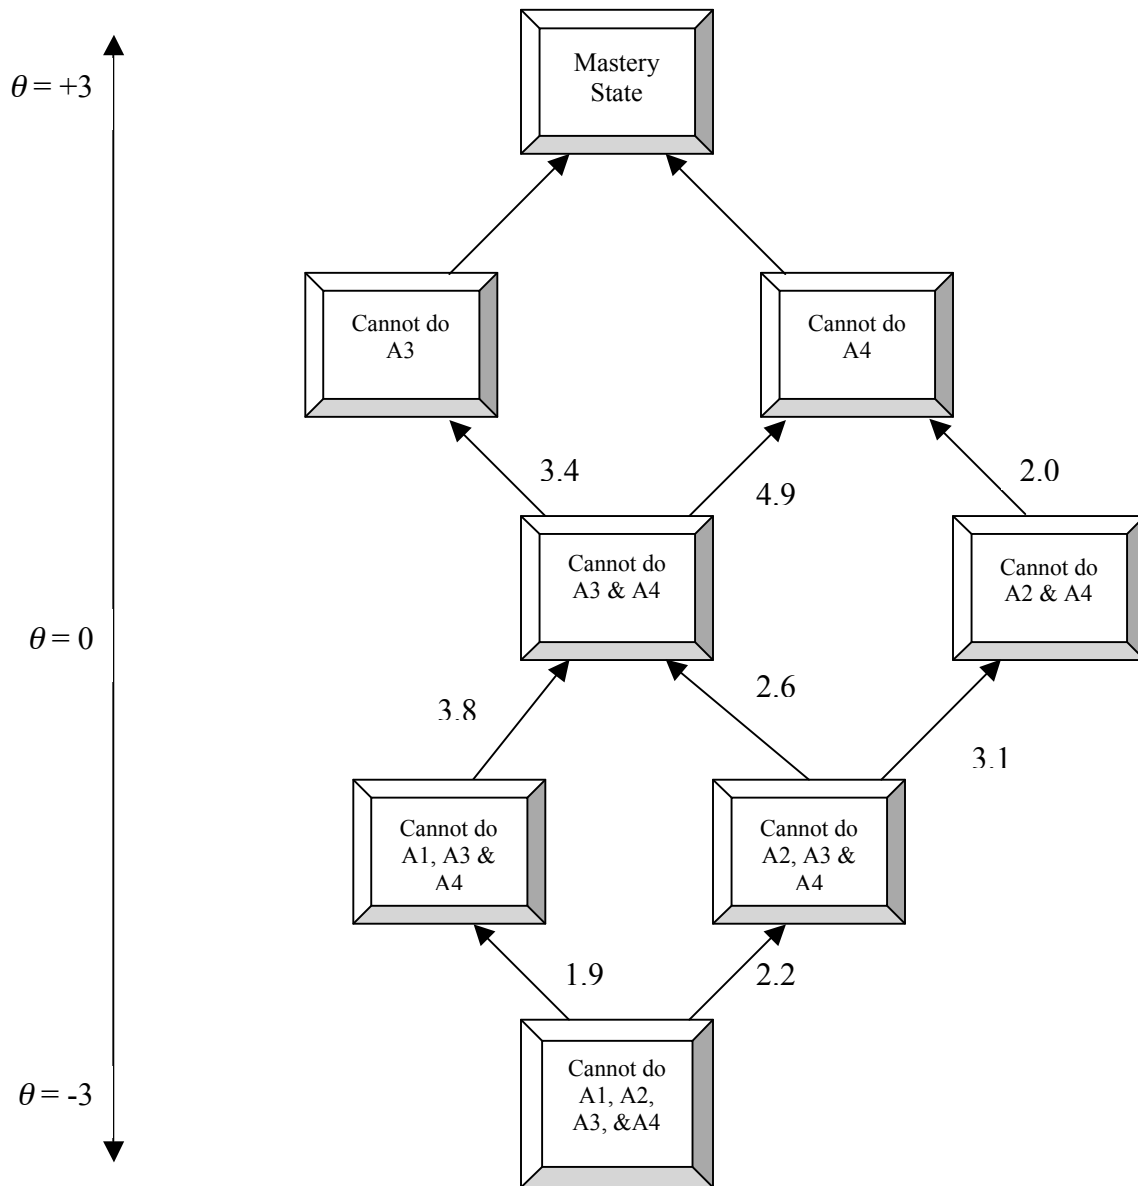 Mastery
State
θ = +3
Cannot do
A3
Cannot do
A4
3.4
4.9
2.0
Cannot do
A3 & A4
Cannot do
A2 & A4
θ = 0
3.8
2.6
3.1
Cannot do
A1, A3 &
A4
Cannot do
A2, A3 &
A4
1.9
2.2
Cannot do
A1, A2,
A3, &A4
θ = -3